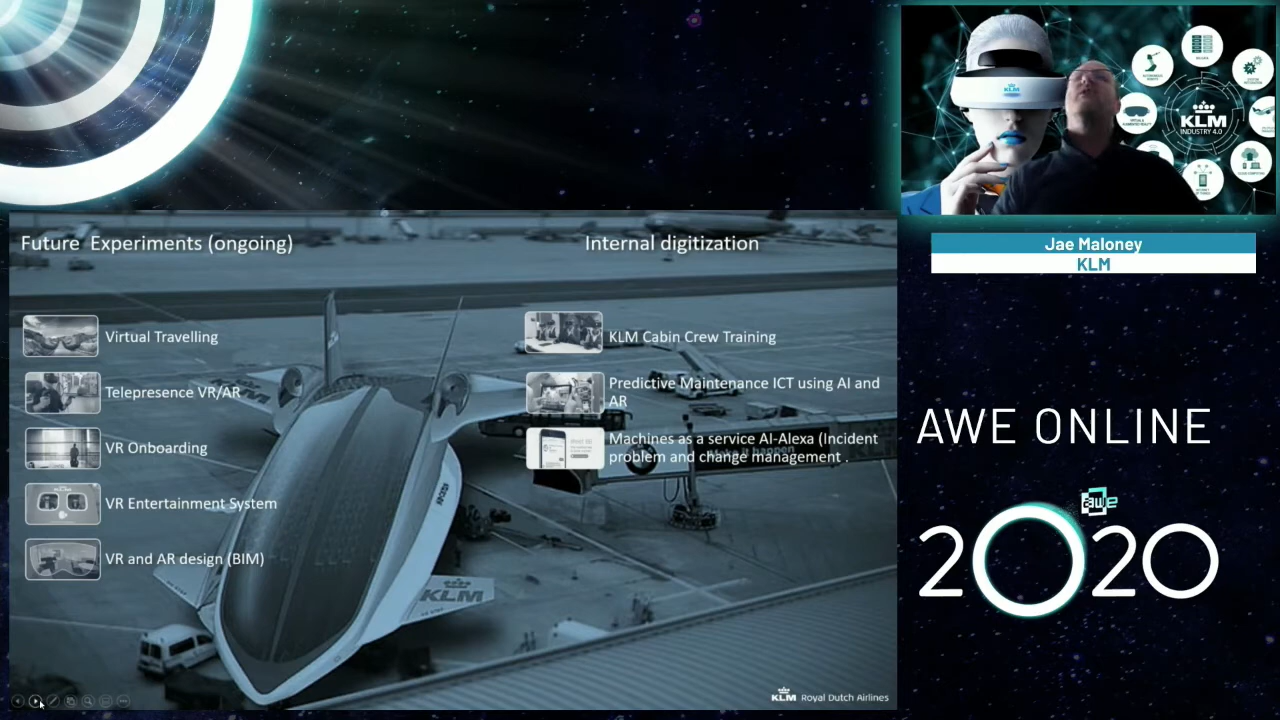 Future Experiments (ongoing)
Internal digitization
Virtual Travelling
Telepresence VR/AR
VR Onboarding
VR Entertainment System
VR and AR design (BIM)
KLM Cabin Crew Training
Predictive Maintenance ICT using AI and
AR
Machines as a service AI-Alexa (Incident
problem and change management .
KLM
KLM Royal Dutch Airlines
KLM
KLM
INDUSTRY 4.0
Jae Maloney
KLM
AWE ONLINE
awe
2020